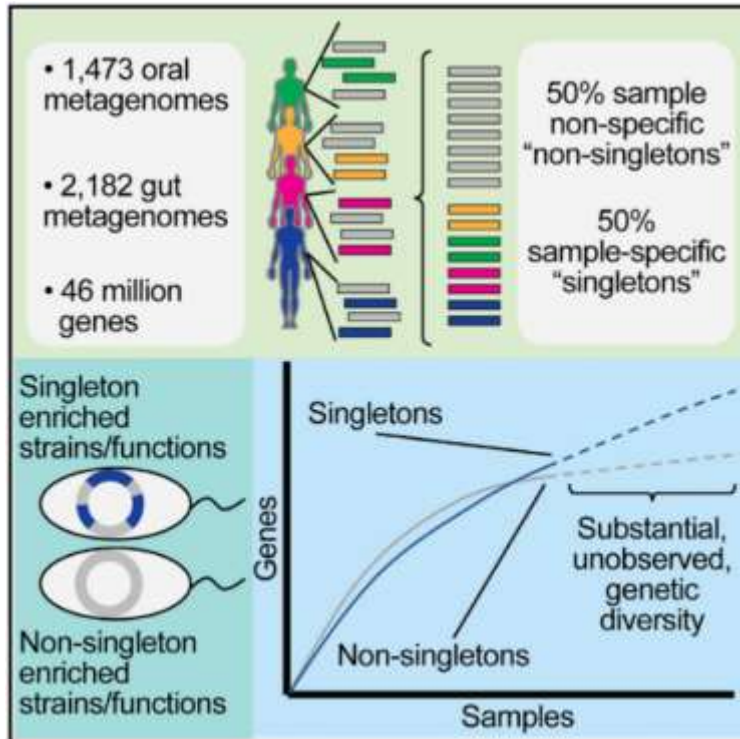 • 1,473 oral
metagenomes
• 2,182 gut
metagenomes
• 46 million
genes
50% sample
non-specific
“non-singletons”
50%
sample-specific
“singletons”
Singleton
enriched
strains/functions
Non-singleton
enriched
strains/functions
Genes
Singletons
Non-singletons
Substantial,
unobserved,
genetic
diversity
Samples